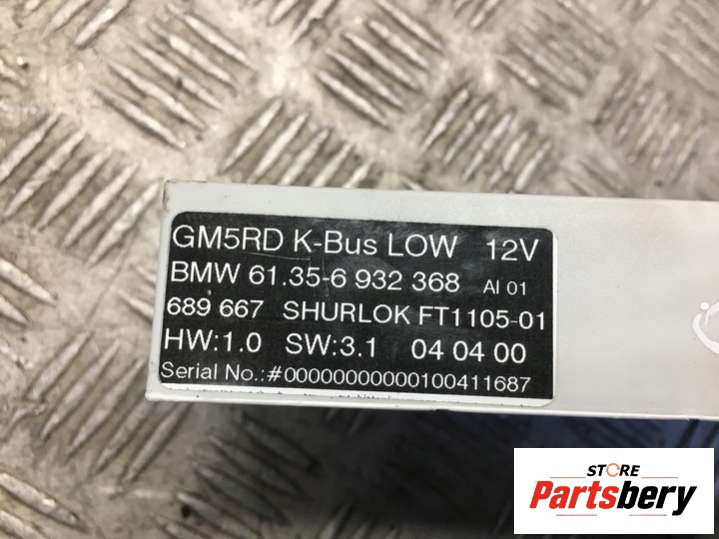 GM5RD K-Bus LOW 12V
BMW 61.35-6 932 368 AI 01
689 667 SHURLOK FT1105-01
HW:1.0 SW:3.1 04 04 00
Serial No.:#00000000000100411687
STORE
Partsbery